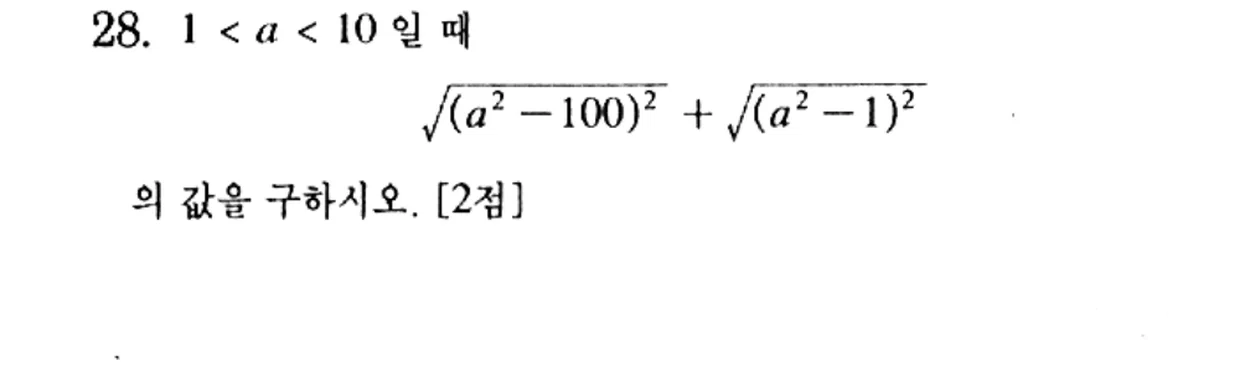 28. 1 < a < 10 일 때
√(a² − 100)² + √(a² − 1)²
의 값을 구하시오. [2점]